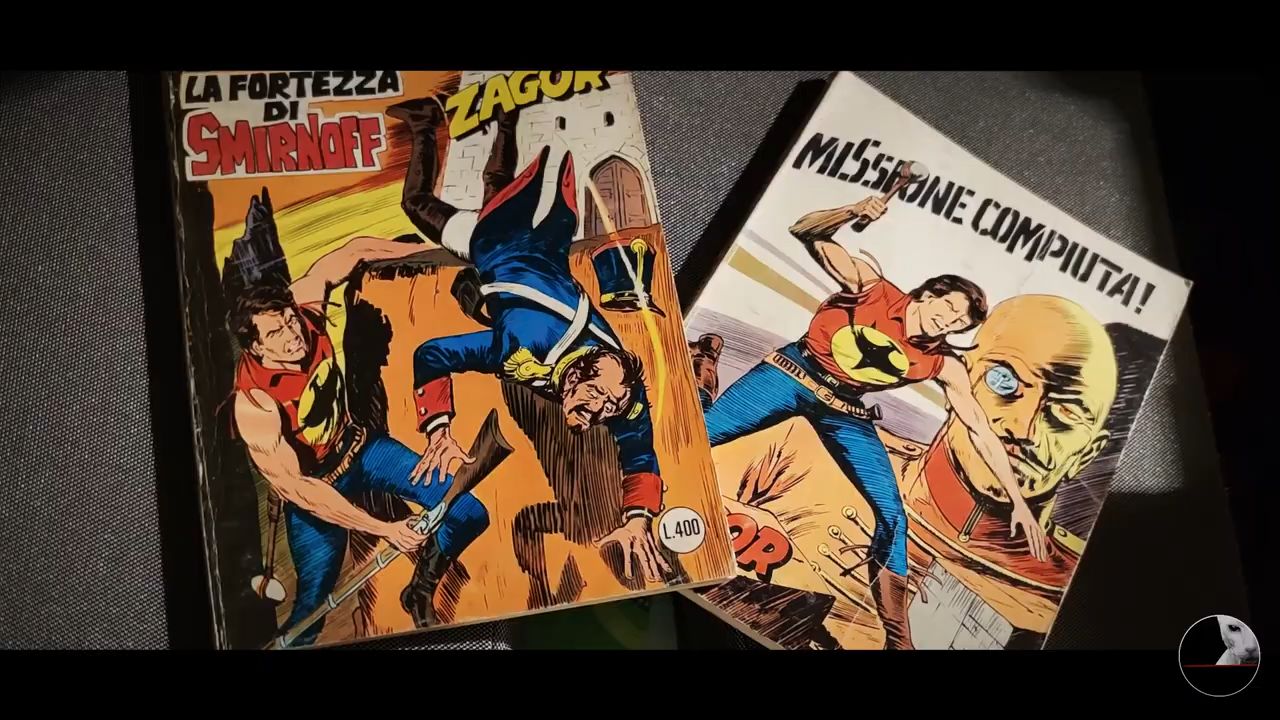 LA FORTEZZA
DI
SMIRNOFF
ZAGOR
L.400
MISSIONE COMPIUTA!
OR